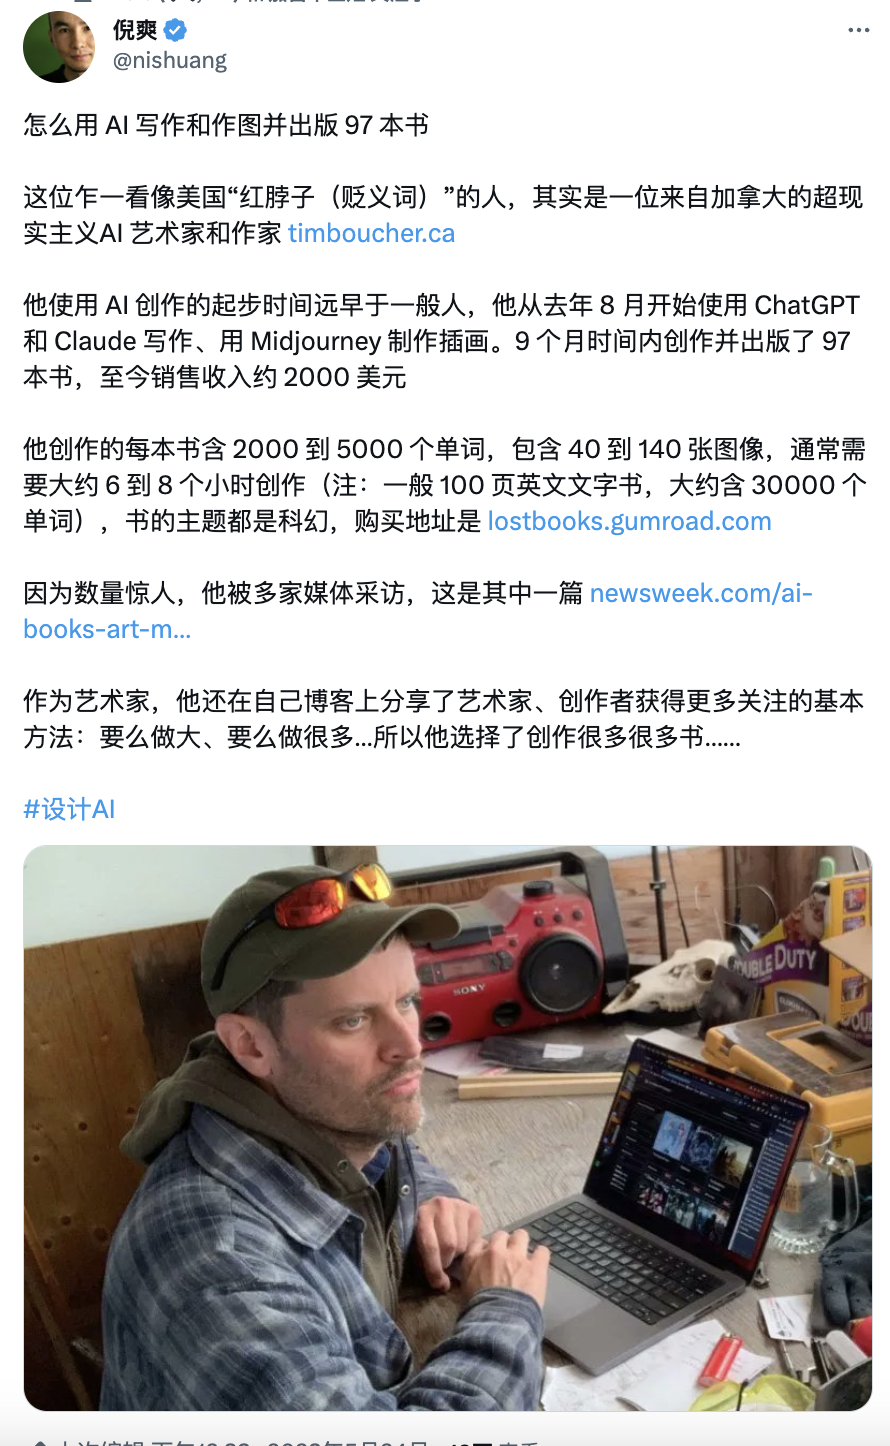 倪爽
@nishuang
怎么用 AI 写作和作图并出版 97 本书
这位乍一看像美国“红脖子（贬义词）”的人，其实是一位来自加拿大的超现
实主义AI 艺术家和作家 timboucher.ca
他使用 AI 创作的起步时间远早于一般人，他从去年 8 月开始使用 ChatGPT
和 Claude 写作、用 Midjourney 制作插画。9 个月时间内创作并出版了 97
本书，至今销售收入约 2000 美元
他创作的每本书含 2000 到 5000 个单词，包含 40 到 140 张图像，通常需
要大约 6 到 8 个小时创作（注：一般 100 页英文文字书，大约含 30000 个
单词），书的主题都是科幻，购买地址是 lostbooks.gumroad.com
因为数量惊人，他被多家媒体采访，这是其中一篇 newsweek.com/ai-
books-art-m...
作为艺术家，他还在自己博客上分享了艺术家、创作者获得更多关注的基本
方法：要么做大、要么做很多...所以他选择了创作很多很多书......
#设计AI
SONY
DOUBLE DUTY